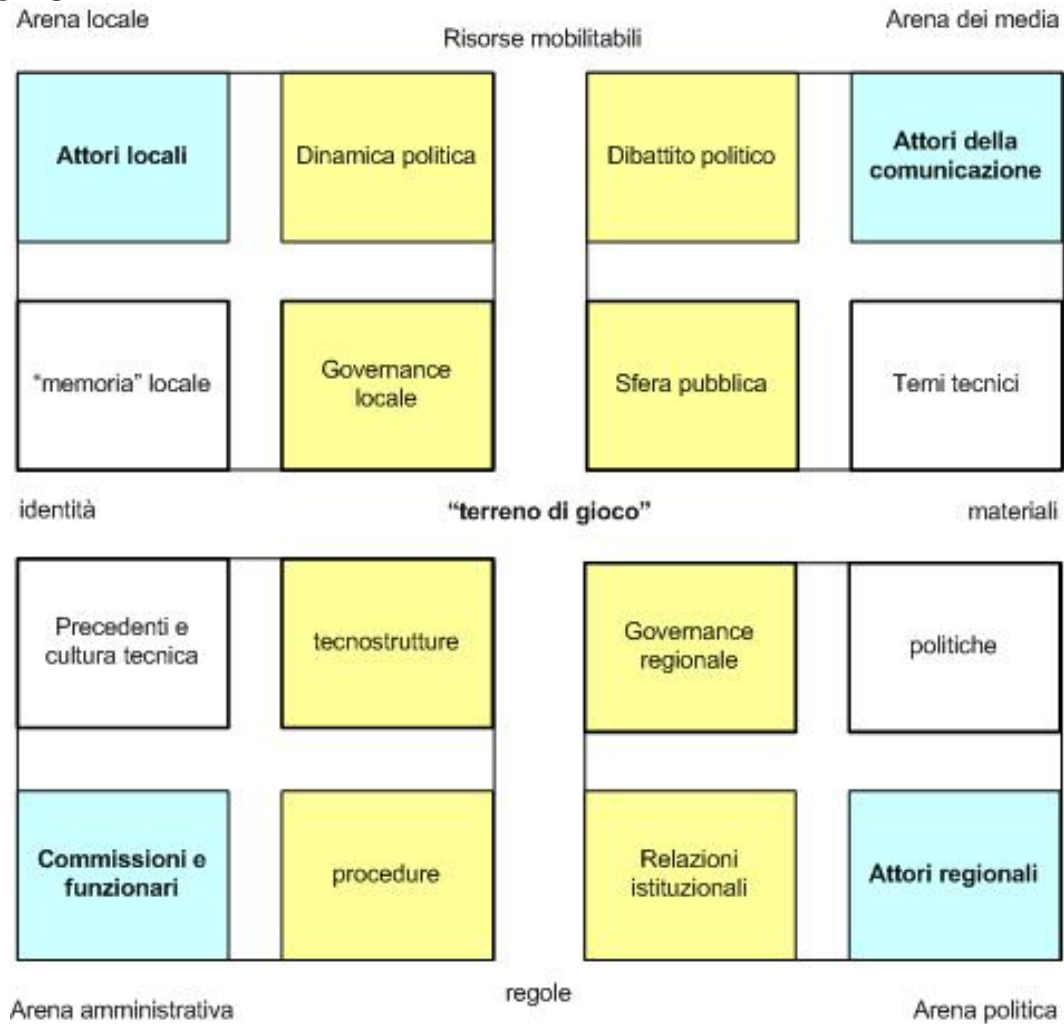 Arena locale
Arena dei media
Risorse mobilitabili
Attori locali
Dinamica politica
Dibattito politico
Attori della
comunicazione
"memoria" locale
Governance
locale
Sfera pubblica
Temi tecnici
identità
"terreno di gioco"
materiali
Precedenti e
cultura tecnica
tecnostrutture
Governance
regionale
politiche
Commissioni e
funzionari
procedure
Relazioni
istituzionali
Attori regionali
regole
Arena amministrativa
Arena politica